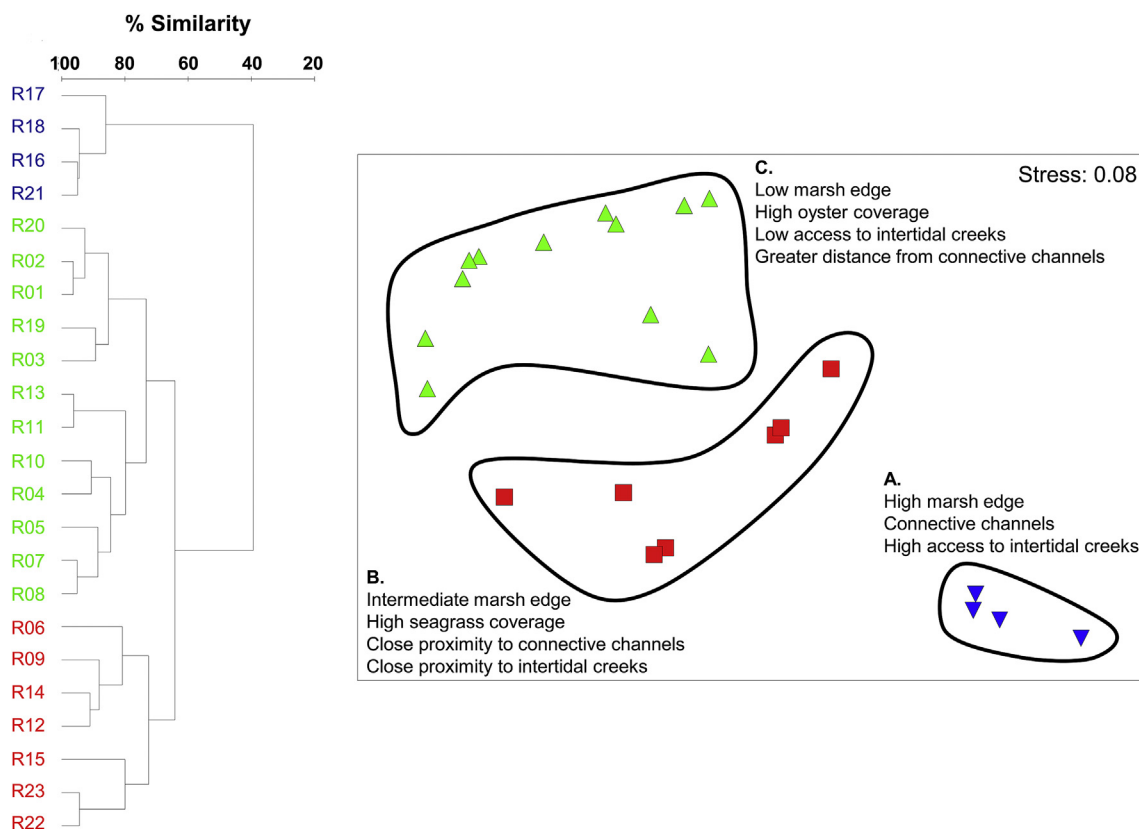 % Similarity
100 80 60 40 20
R17
R18
R16
R21
R20
R02
R01
R19
R03
R13
R11
R10
R04
R05
R07
R08
R06
R09
R14
R12
R15
R23
R22
Stress: 0.08
C.
Low marsh edge
High oyster coverage
Low access to intertidal creeks
Greater distance from connective channels
A.
High marsh edge
Connective channels
High access to intertidal creeks
B.
Intermediate marsh edge
High seagrass coverage
Close proximity to connective channels
Close proximity to intertidal creeks